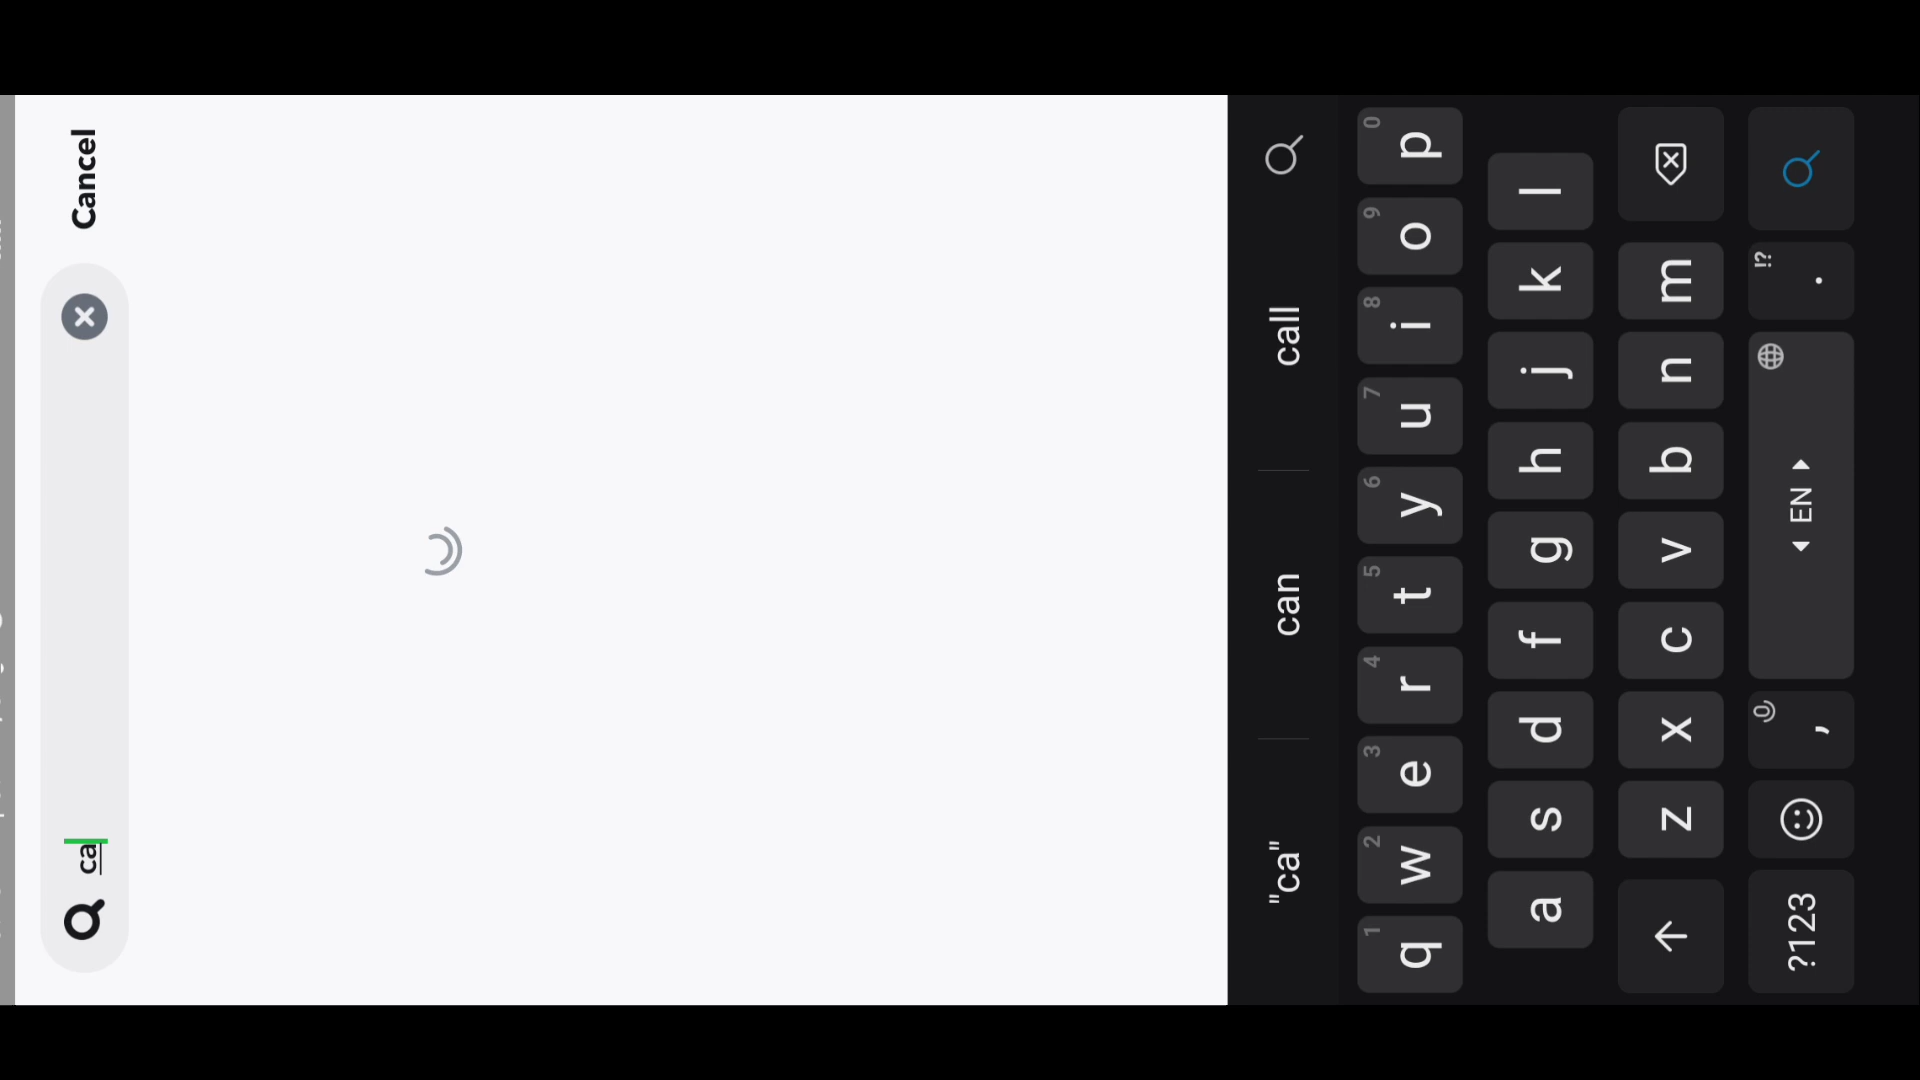 ca
Cancel
"ca"
can
call
1 2 3 4 5 6 7 8 9 0
q w e r t y u i o p
a s d f g h j k l
z x c v b n m
?123 , EN . !?